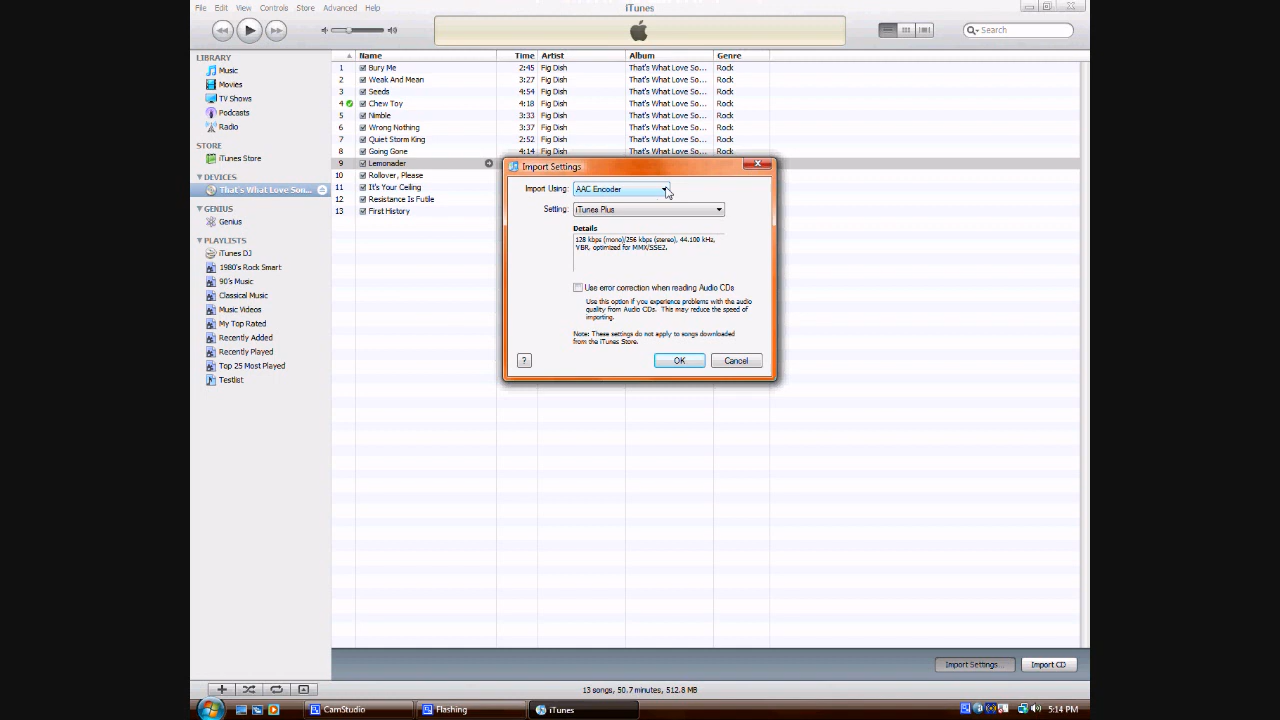 iTunes
File Edit View Controls Store Advanced Help
Search
LIBRARY
Music
Movies
TV Shows
Podcasts
Radio
STORE
iTunes Store
DEVICES
That's What Love Sou...
GENIUS
Genius
PLAYLISTS
iTunes DJ
1980's Rock Smart
90's Music
Classical Music
Music Videos
My Top Rated
Recently Added
Recently Played
Top 25 Most Played
Testlist
Name Time Artist Album Genre
1 Bury Me 2:45 Fig Dish That's What Love So... Rock
2 Weak And Mean 3:27 Fig Dish That's What Love So... Rock
3 Seeds 4:54 Fig Dish That's What Love So... Rock
4 Chew Toy 4:18 Fig Dish That's What Love So... Rock
5 Nimble 3:33 Fig Dish That's What Love So... Rock
6 Wrong Nothing 3:37 Fig Dish That's What Love So... Rock
7 Quiet Storm King 2:52 Fig Dish That's What Love So... Rock
8 Going Gone 4:14 Fig Dish That's What Love So... Rock
9 Lemonader
10 Rollover, Please
11 It's Your Ceiling
12 Resistance Is Futile
13 First History
Import Settings
Import Using: AAC Encoder
Setting: iTunes Plus
Details
128 kbps (mono)/256 kbps (stereo), 44.100 kHz,
VBR, optimized for MMX/SSE2.
Use error correction when reading Audio CDs
Use this option if you experience problems with the audio
quality from Audio CDs. This may reduce the speed of
importing.
Note: These settings do not apply to songs downloaded
from the iTunes Store.
? OK Cancel
Import Settings... Import CD
13 songs, 50.7 minutes, 512.8 MB
CamStudio Flashing iTunes 5:14 PM